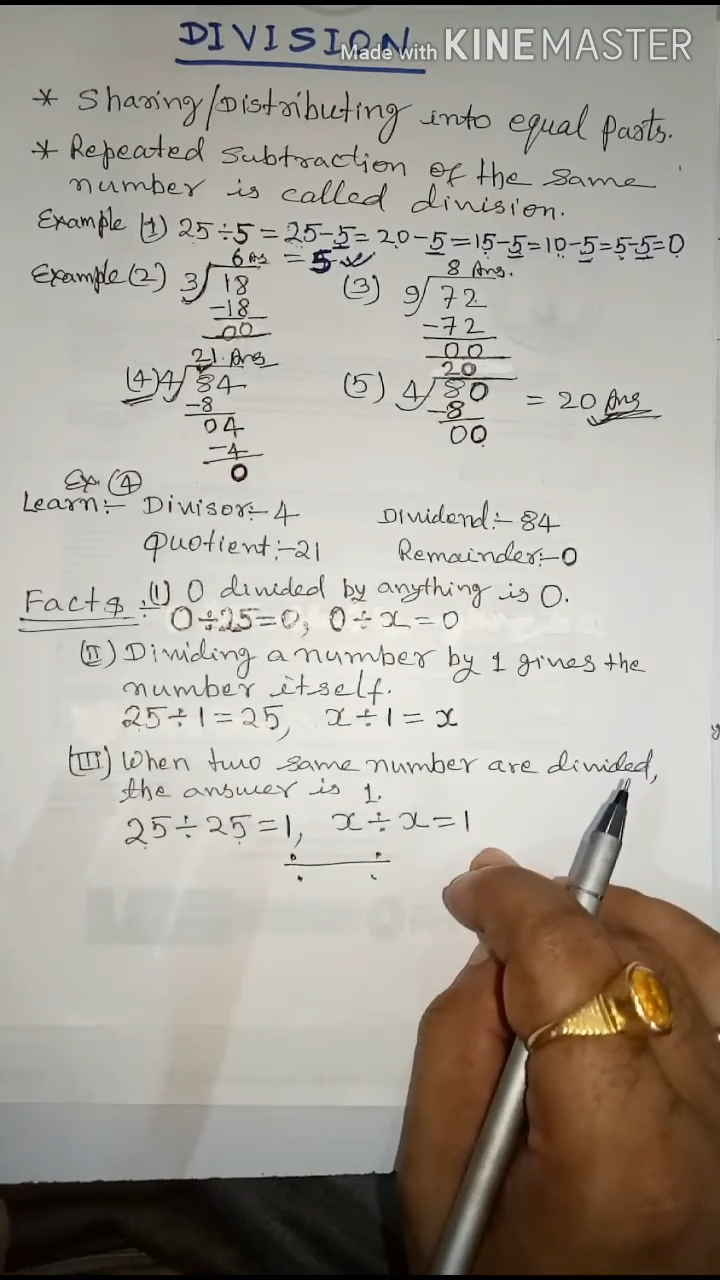 DIVISION
Made with KINEMASTER
* Sharing/Distributing into equal parts.
* Repeated subtraction of the same
number is called division.
Example (1) 25÷5=25-5=20-5=15-5=10-5=5-5=0
= 5
Example (2) 3 18 6 Ans
-18
00
(3) 9 72 8 Ans.
-72
00
(4) 4 84 21. Ans
-8
04
-4
0
(5) 4 80 20 = 20 Ans
-8
00
Ex. (4)
Learn:- Divisor:- 4 Dividend:- 84
Quotient:-21 Remainder:-0
Facts:- (I) 0 divided by anything is 0.
0÷25=0, 0÷x=0
(II) Dividing a number by 1 gives the
number itself.
25÷1=25, x÷1=x
(III) When two same number are divided,
the answer is 1.
25÷25=1, x÷x=1